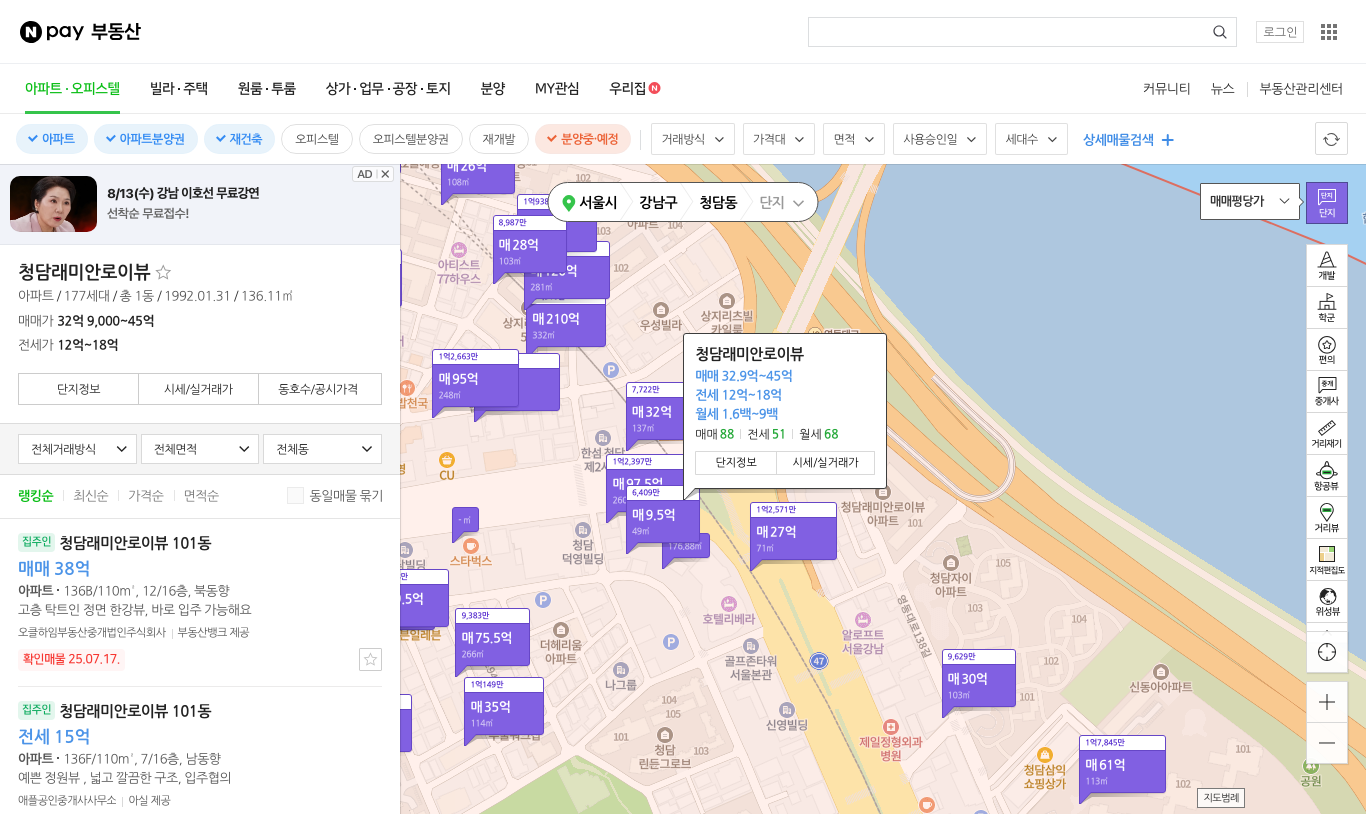 N pay 부동산
로그인
아파트·오피스텔
빌라·주택
원룸·투룸
상가·업무·공장·토지
분양
MY관심
우리집 N
커뮤니티
뉴스
부동산관리센터
아파트
아파트분양권
재건축
오피스텔
오피스텔분양권
재개발
분양중·예정
거래방식
가격대
면적
사용승인일
세대수
상세매물검색
AD
8/13(수) 강남 이호선 무료강연
선착순 무료접수!
청담래미안로이뷰
아파트 / 177세대 / 총 1동 / 1992.01.31 / 136.11㎡
매매가 32억 9,000~45억
전세가 12억~18억
단지정보
시세/실거래가
동호수/공시가격
전체거래방식
전체면적
전체동
랭킹순
최신순
가격순
면적순
동일매물 묶기
집주인 청담래미안로이뷰 101동
매매 38억
아파트 · 136B/110㎡, 12/16층, 북동향
고층 탁트인 정면 한강뷰, 바로 입주 가능해요
오클하임부동산중개법인주식회사 | 부동산뱅크 제공
확인매물 25.07.17.
집주인 청담래미안로이뷰 101동
전세 15억
아파트 · 136F/110㎡, 7/16층, 남동향
예쁜 정원뷰 , 넓고 깔끔한 구조, 입주협의
애플공인중개사사무소 | 아실 제공
서울시
강남구
청담동
단지
매매평당가
단지
단지
개발
학군
편의
중개
중개사
거리재기
항공뷰
거리뷰
지적편집도
위성뷰
108㎡
8,987만
매28억
103㎡
281㎡
매210억
332㎡
아티스트
77하우스
아파트
104
103
102
우성빌라
상지리츠빌
카일룸
1억2,663만
매95억
248㎡
P
7,722만
매32억
137㎡
청담래미안로이뷰
매매 32.9억~45억
전세 12억~18억
월세 1.6백~9백
매매 88 | 전세 51 | 월세 68
단지정보
시세/실거래가
CU
1억2,397만
매97.5억
6,409만
매9.5억
49㎡
176.88㎡
1억2,571만
매27억
71㎡
청담래미안로이뷰
아파트
101
- ㎡
스타벅스
청담
덕영빌딩
P
청담자이
아파트
105
103
104
영동대로138길
9,383만
매75.5억
266㎡
더헤리움
아파트
호텔리베라
P
알로프트
서울강남
골프존타워
서울본관
47
나그룹
1억149만
매35억
114㎡
104
105
101
103
청담
린든그로브
신영빌딩
제일정형외과
병원
9,629만
매30억
103㎡
102
신동아아파트
101
청담삼익
쇼핑상가
1억7,845만
매61억
113㎡
102
101
공원
지도범례